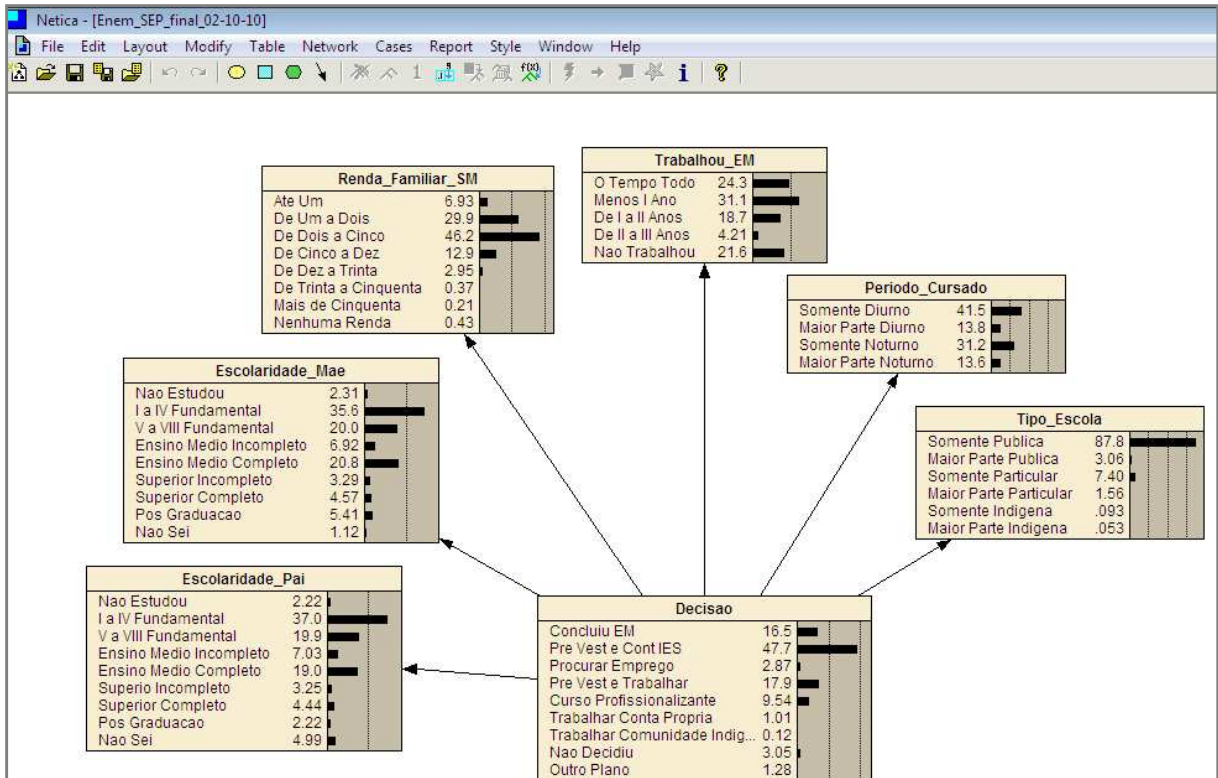 Netica - [Enem_SEP_final_02-10-10]
File Edit Layout Modify Table Network Cases Report Style Window Help
1 f(x) i ?
Trabalhou_EM
O Tempo Todo 24.3
Menos I Ano 31.1
De I a II Anos 18.7
De II a III Anos 4.21
Nao Trabalhou 21.6
Renda_Familiar_SM
Ate Um 6.93
De Um a Dois 29.9
De Dois a Cinco 46.2
De Cinco a Dez 12.9
De Dez a Trinta 2.95
De Trinta a Cinquenta 0.37
Mais de Cinquenta 0.21
Nenhuma Renda 0.43
Periodo_Cursado
Somente Diurno 41.5
Maior Parte Diurno 13.8
Somente Noturno 31.2
Maior Parte Noturno 13.6
Escolaridade_Mae
Nao Estudou 2.31
I a IV Fundamental 35.6
V a VIII Fundamental 20.0
Ensino Medio Incompleto 6.92
Ensino Medio Completo 20.8
Superior Incompleto 3.29
Superior Completo 4.57
Pos Graduacao 5.41
Nao Sei 1.12
Tipo_Escola
Somente Publica 87.8
Maior Parte Publica 3.06
Somente Particular 7.40
Maior Parte Particular 1.56
Somente Indigena .093
Maior Parte Indigena .053
Escolaridade_Pai
Nao Estudou 2.22
I a IV Fundamental 37.0
V a VIII Fundamental 19.9
Ensino Medio Incompleto 7.03
Ensino Medio Completo 19.0
Superio Incompleto 3.25
Superior Completo 4.44
Pos Graduacao 2.22
Nao Sei 4.99
Decisao
Concluiu EM 16.5
Pre Vest e Cont IES 47.7
Procurar Emprego 2.87
Pre Vest e Trabalhar 17.9
Curso Profissionalizante 9.54
Trabalhar Conta Propria 1.01
Trabalhar Comunidade Indig... 0.12
Nao Decidiu 3.05
Outro Plano 1.28